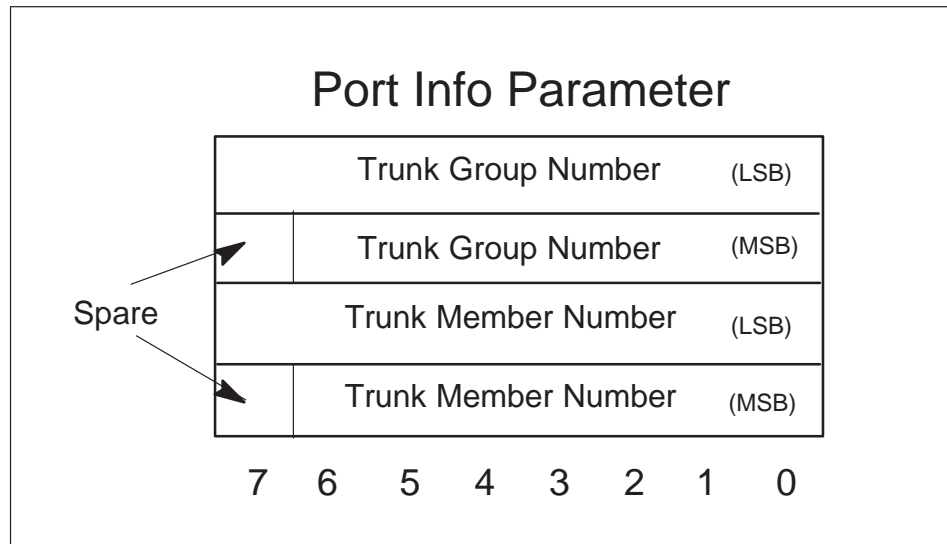 Port Info Parameter
Trunk Group Number (LSB)
Trunk Group Number (MSB)
Spare
Trunk Member Number (LSB)
Trunk Member Number (MSB)
7 6 5 4 3 2 1 0